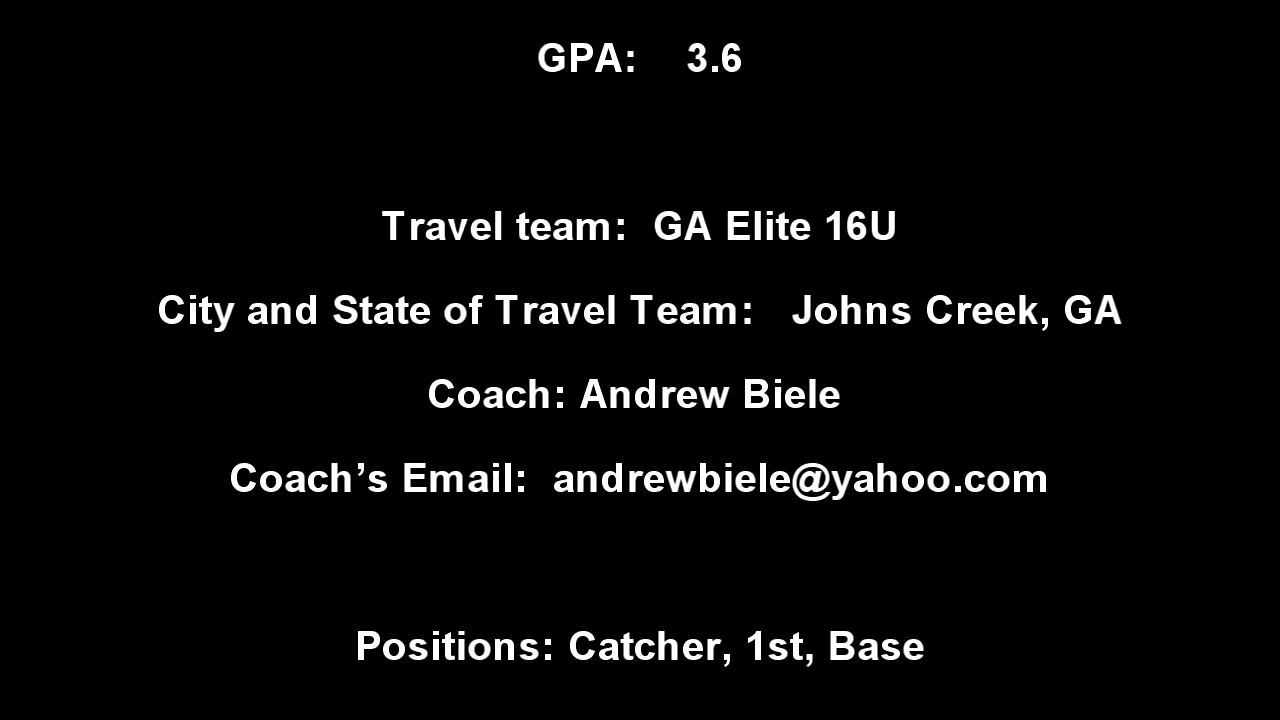 GPA: 3.6
Travel team: GA Elite 16U
City and State of Travel Team: Johns Creek, GA
Coach: Andrew Biele
Coach’s Email: andrewbiele@yahoo.com
Positions: Catcher, 1st, Base